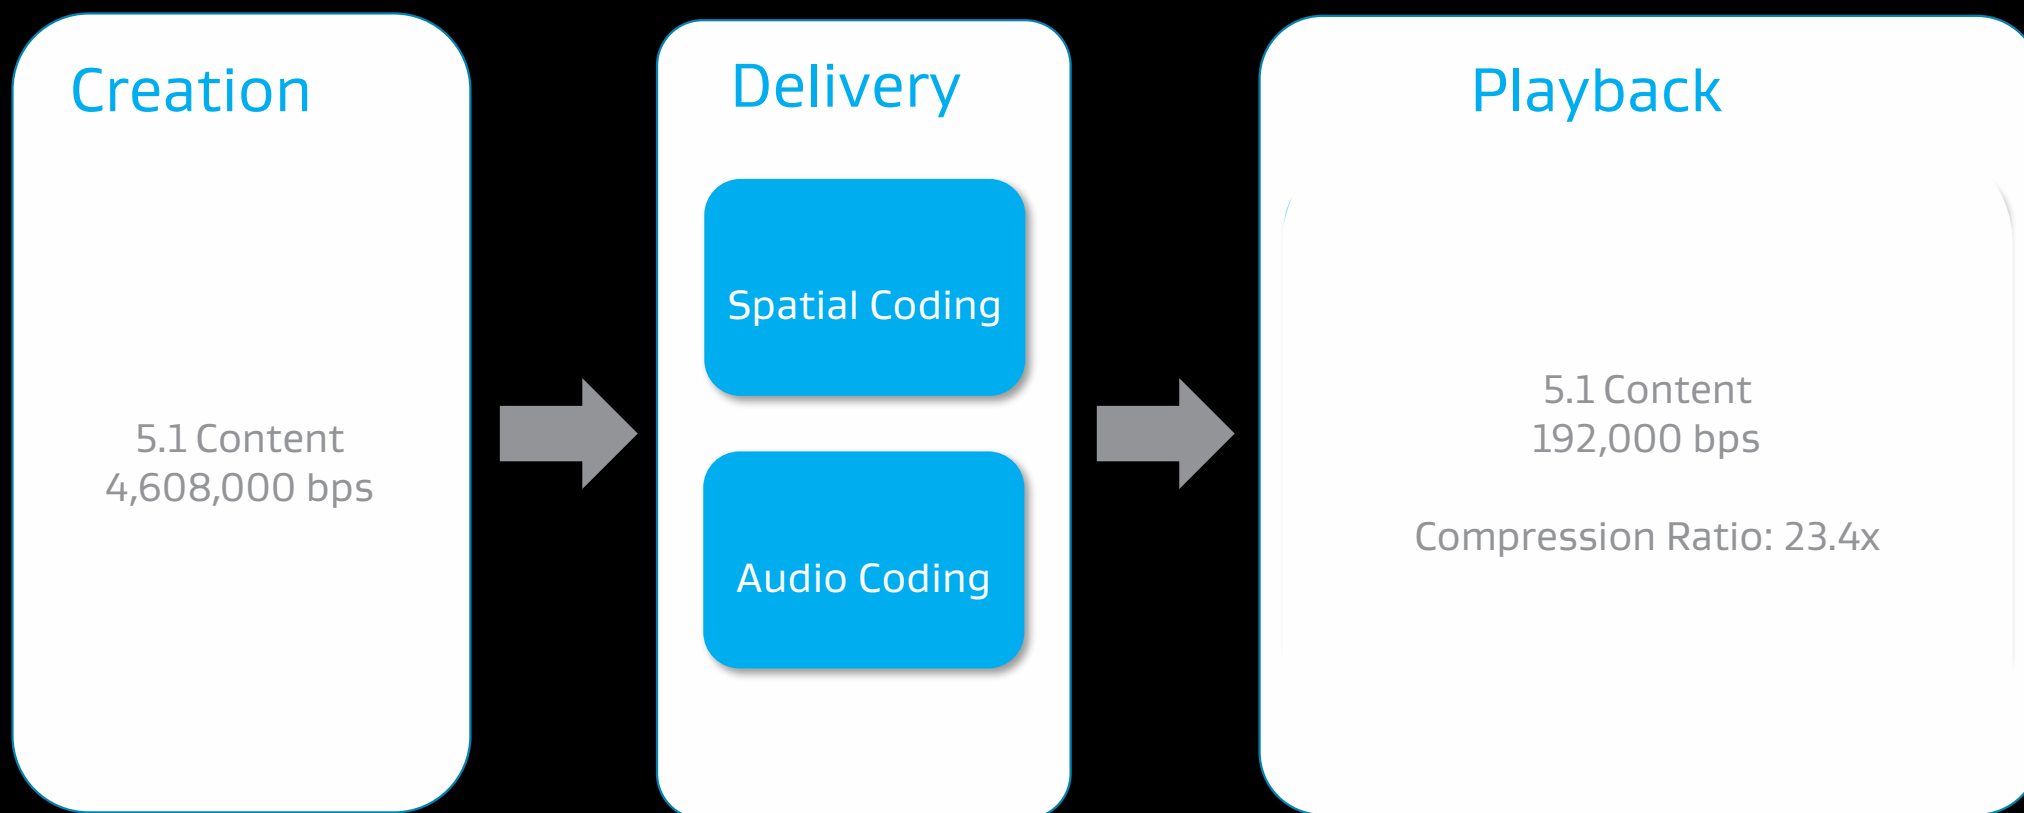 Creation
5.1 Content
4,608,000 bps
Delivery
Spatial Coding
Audio Coding
Playback
5.1 Content
192,000 bps
Compression Ratio: 23.4x